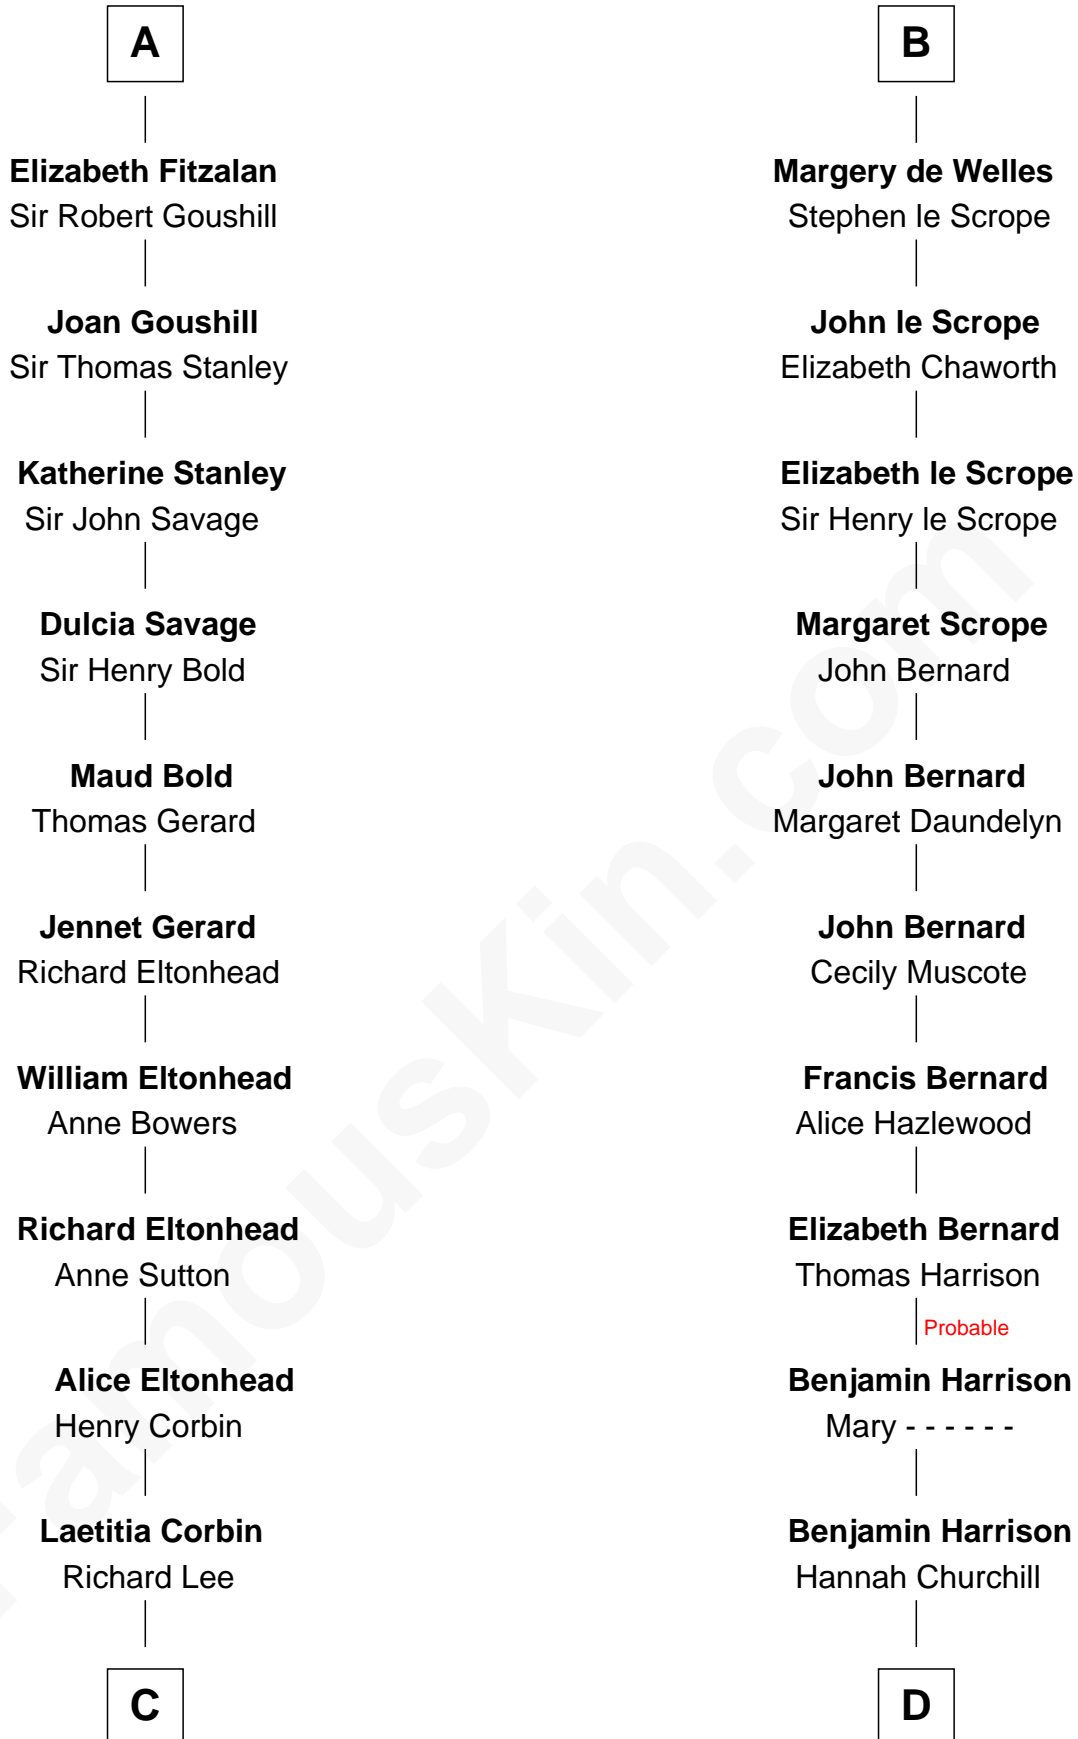 A
Elizabeth Fitzalan
Sir Robert Goushill
Joan Goushill
Sir Thomas Stanley
Katherine Stanley
Sir John Savage
Dulcia Savage
Sir Henry Bold
Maud Bold
Thomas Gerard
Jennet Gerard
Richard Eltonhead
William Eltonhead
Anne Bowers
Richard Eltonhead
Anne Sutton
Alice Eltonhead
Henry Corbin
Laetitia Corbin
Richard Lee
C
B
Margery de Welles
Stephen le Scrope
John le Scrope
Elizabeth Chaworth
Elizabeth le Scrope
Sir Henry le Scrope
Margaret Scrope
John Bernard
John Bernard
Margaret Daundelyn
John Bernard
Cecily Muscote
Francis Bernard
Alice Hazlewood
Elizabeth Bernard
Thomas Harrison
Probable
Benjamin Harrison
Mary - - - - - -
Benjamin Harrison
Hannah Churchill
D
FamousKin.com